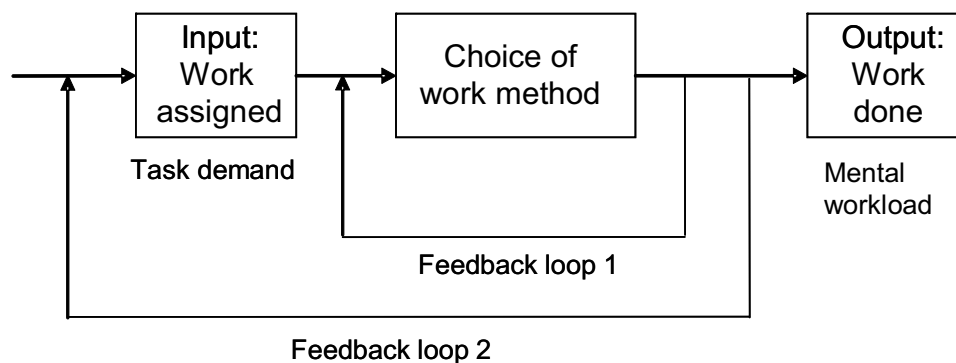 Input:
Work
assigned
Choice of
work method
Output:
Work
done
Task demand
Mental
workload
Feedback loop 1
Feedback loop 2